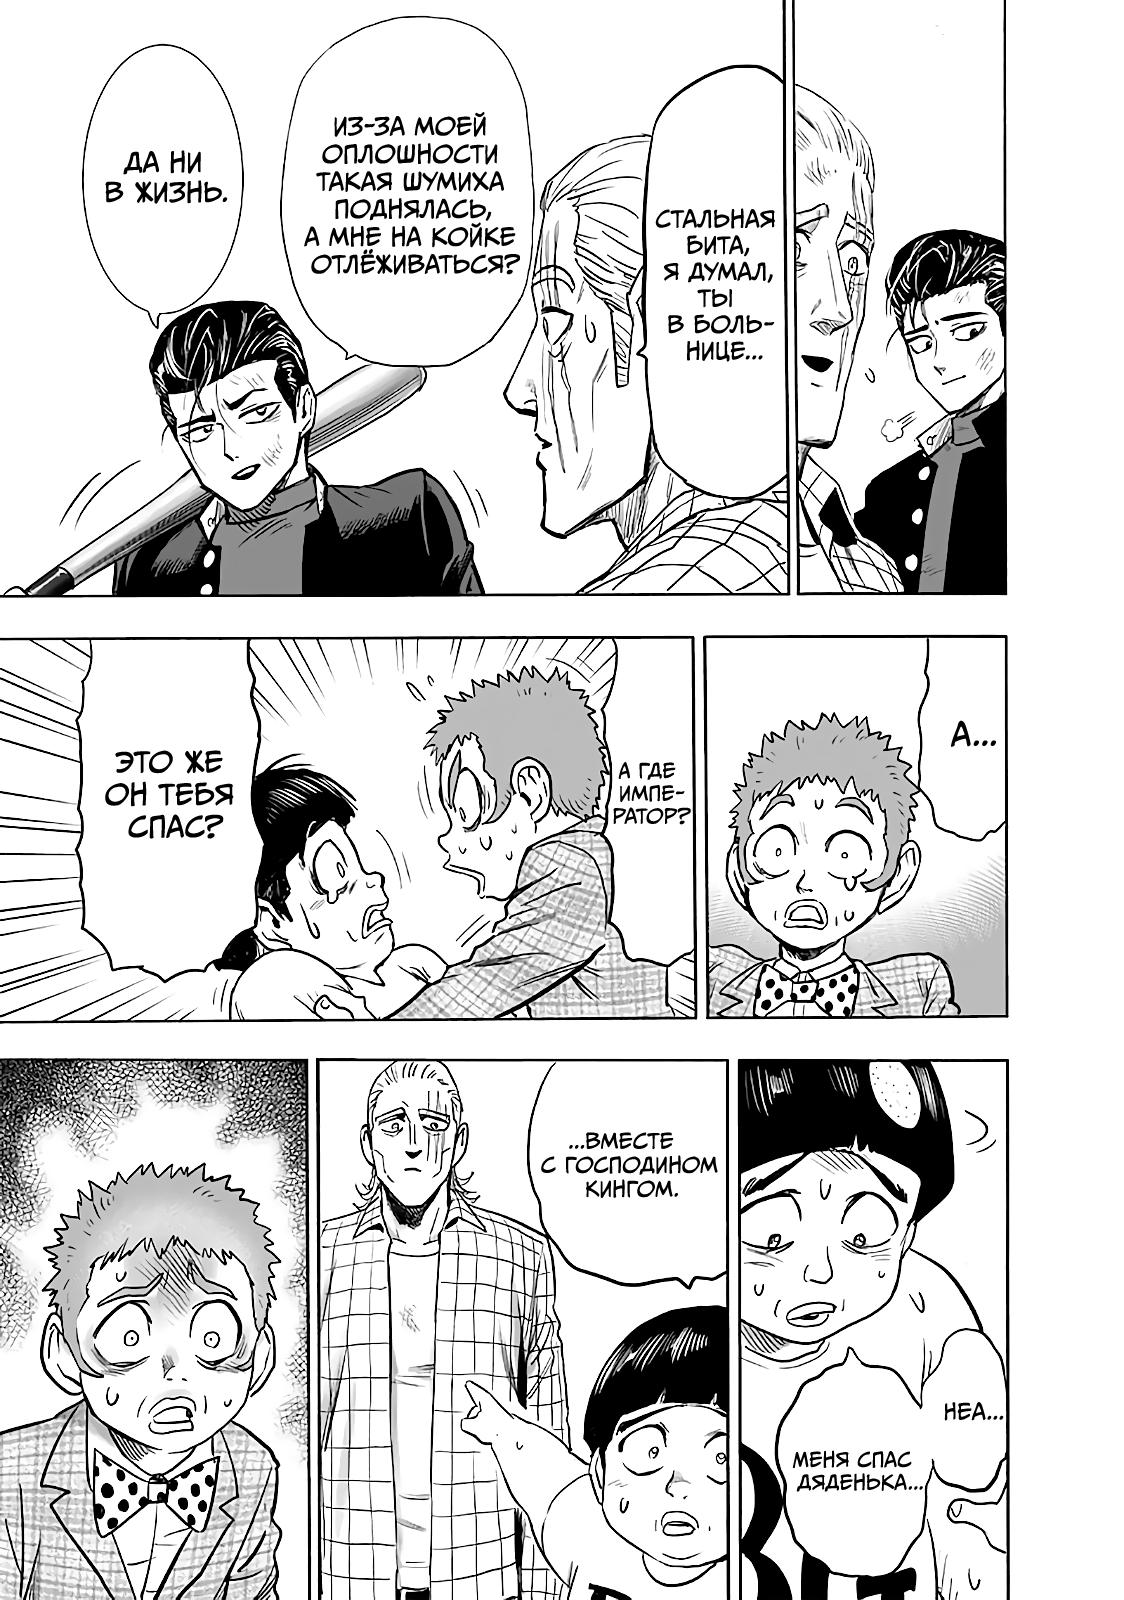 СТАЛЬНАЯ
БИТА,
Я ДУМАЛ,
ТЫ
В БОЛЬ-
НИЦЕ...
ИЗ-ЗА МОЕЙ
ОПЛОШНОСТИ
ТАКАЯ ШУМИХА
ПОДНЯЛАСЬ,
А МНЕ НА КОЙКЕ
ОТЛЁЖИВАТЬСЯ?
ДА НИ
В ЖИЗНЬ.
А...
А ГДЕ
ИМПЕ-
РАТОР?
ЭТО ЖЕ
ОН ТЕБЯ
СПАС?
НЕА...
МЕНЯ СПАС
ДЯДЕНЬКА...
...ВМЕСТЕ
С ГОСПОДИНОМ
КИНГОМ.